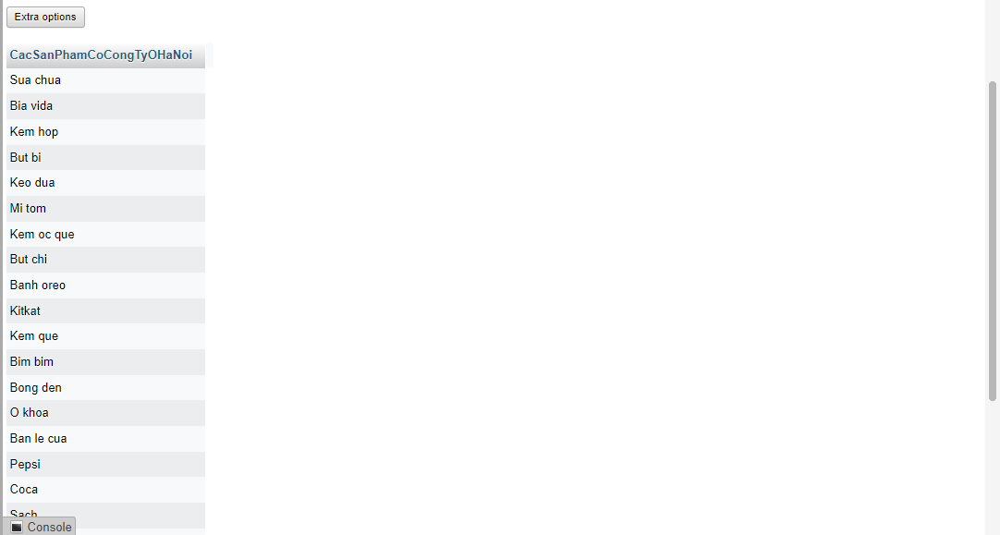 Extra options
CacSanPhamCoCongTyOHaNoi
Sua chua
Bia vida
Kem hop
But bi
Keo dua
Mi tom
Kem oc que
But chi
Banh oreo
Kitkat
Kem que
Bim bim
Bong den
O khoa
Ban le cua
Pepsi
Coca
Sach
Console